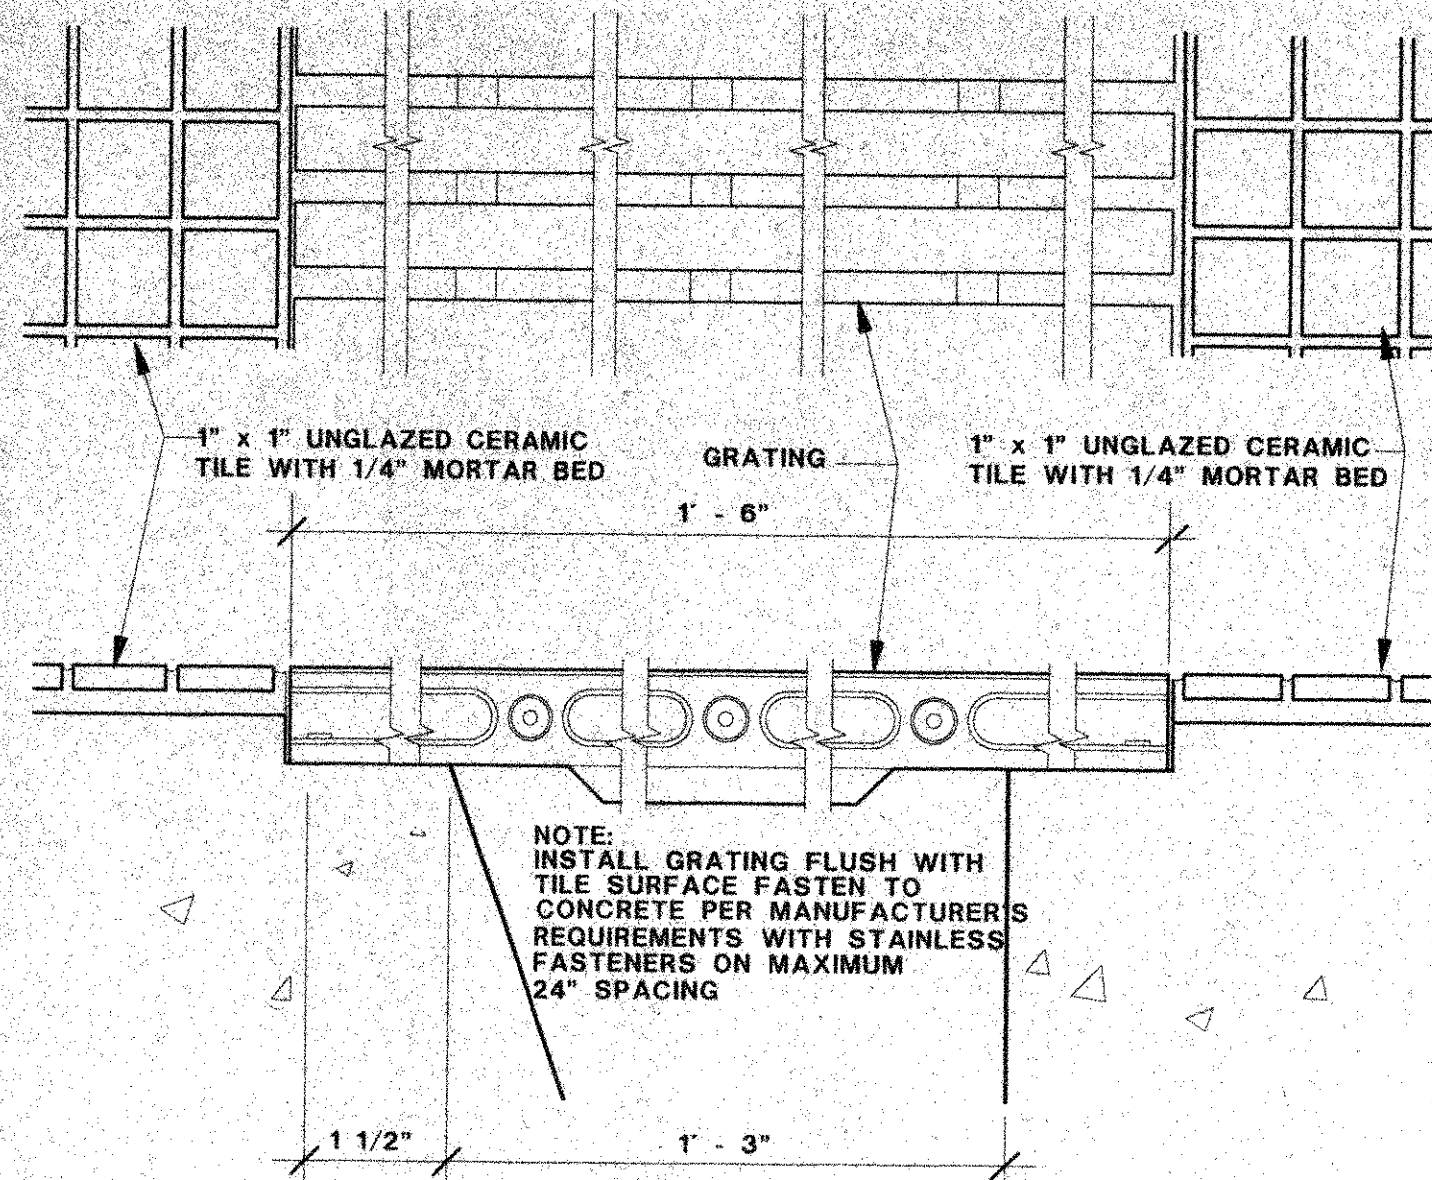 1" x 1" UNGLAZED CERAMIC
TILE WITH 1/4" MORTAR BED
GRATING
1" x 1" UNGLAZED CERAMIC
TILE WITH 1/4" MORTAR BED
1' - 6"
NOTE:
INSTALL GRATING FLUSH WITH
TILE SURFACE FASTEN TO
CONCRETE PER MANUFACTURER'S
REQUIREMENTS WITH STAINLESS
FASTENERS ON MAXIMUM
24" SPACING
1 1/2"
1' - 3"